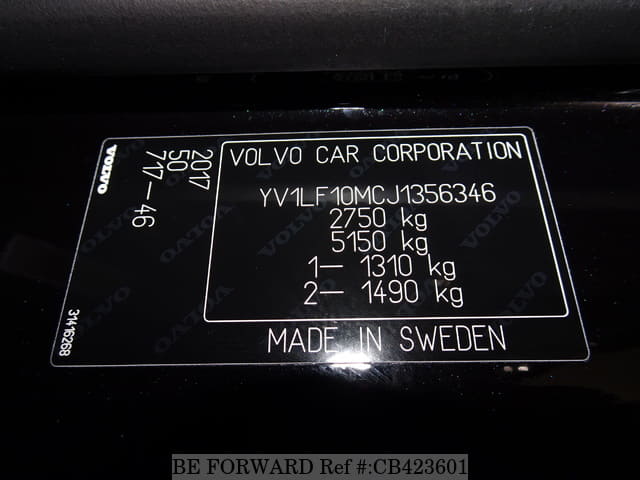 VOLVO
2017
50
717-46
31416268
VOLVO CAR CORPORATION
YV1LF10MCJ1356346
2750 kg
5150 kg
1- 1310 kg
2- 1490 kg
MADE IN SWEDEN
BE FORWARD Ref #:CB423601